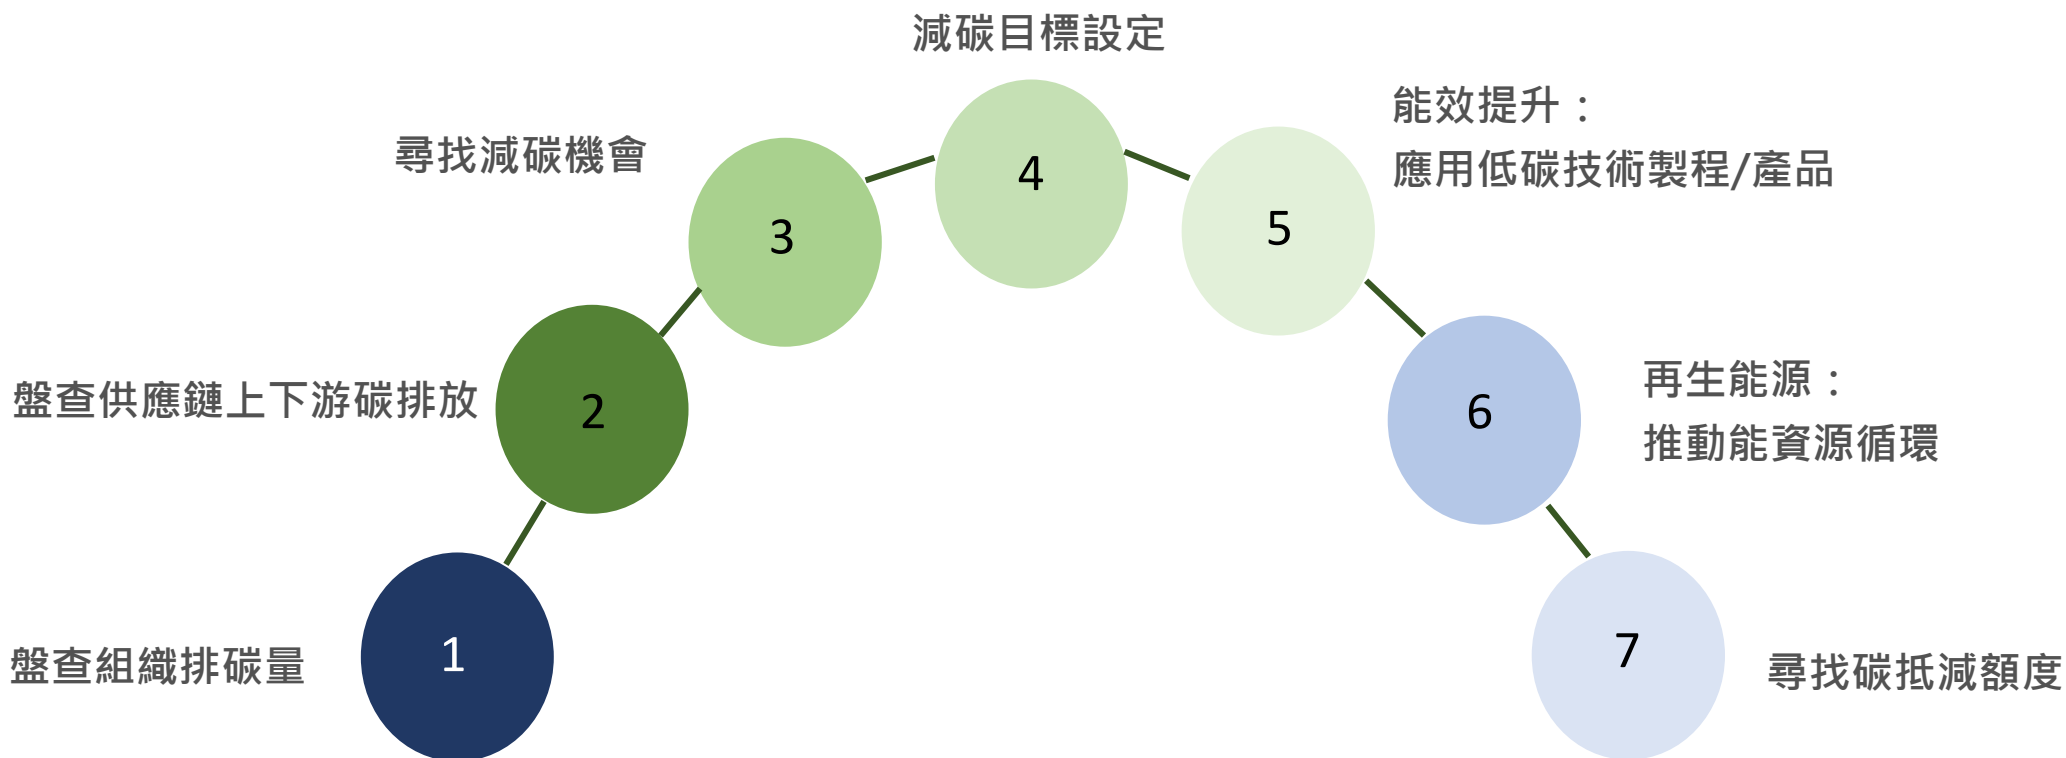 1
盤查組織排碳量
2
盤查供應鏈上下游碳排放
3
尋找減碳機會
4
減碳目標設定
5
能效提升：
應用低碳技術製程/產品
6
再生能源：
推動能資源循環
7
尋找碳抵減額度